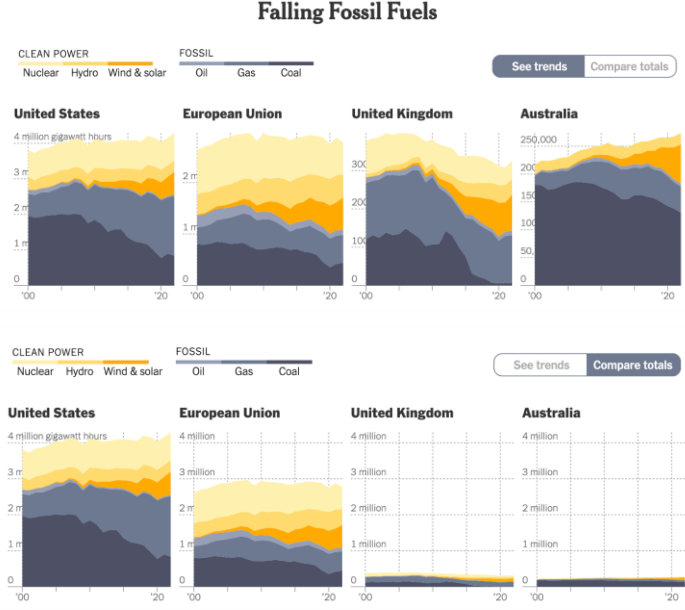 Falling Fossil Fuels
CLEAN POWER FOSSIL
Nuclear Hydro Wind & solar Oil Gas Coal
See trends Compare totals
United States European Union United Kingdom Australia
4 million gigawatt hours 250,000
3 m 2 m 300 200
2 m 1 m 200 150
1 m 100 100
50,
0 0 0 0
'00 '20 '00 '20 '00 '20 '00 '20
CLEAN POWER FOSSIL
Nuclear Hydro Wind & solar Oil Gas Coal
See trends Compare totals
United States European Union United Kingdom Australia
4 million gigawatt hours 4 million 4 million 4 million
3 m 3 million 3 million 3 million
2 m 2 m 2 million 2 million
1 m 1 m 1 million 1 million
0 0 0 0
'00 '20 '00 '20 '00 '20 '00 '20